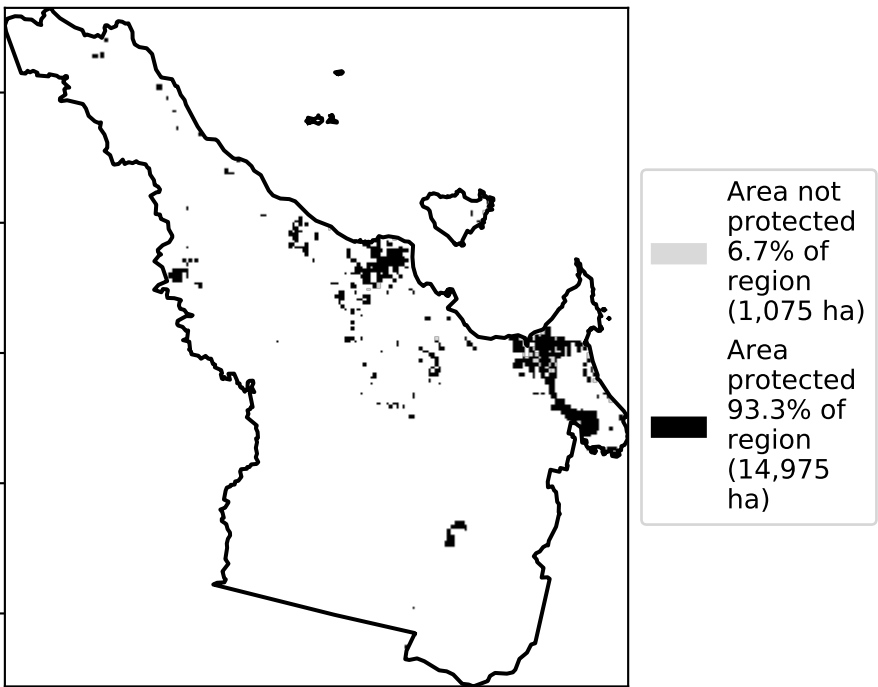 Area not
protected
6.7% of
region
(1,075 ha)
Area
protected
93.3% of
region
(14,975
ha)